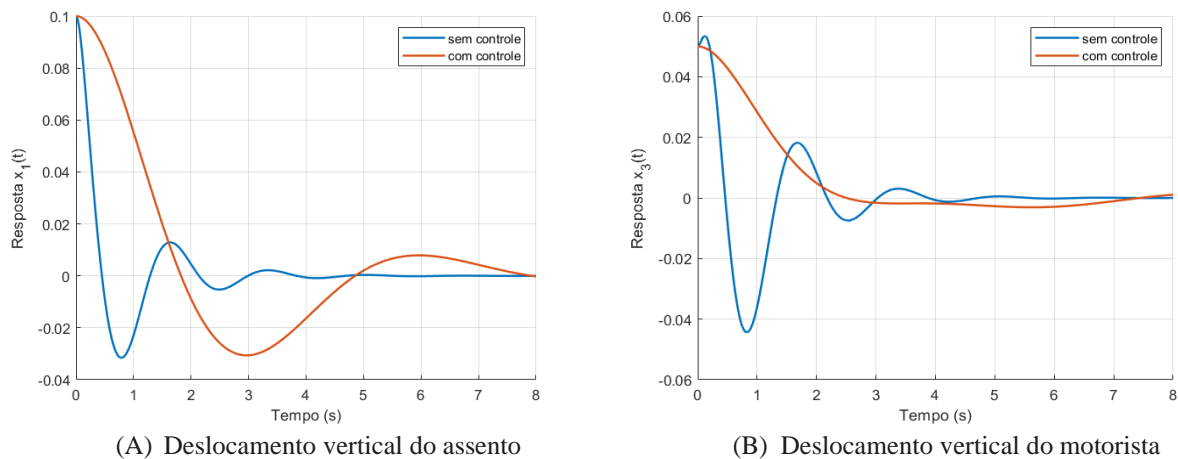 0.1
0.08
0.06
0.04
0.02
0
-0.02
-0.04
Resposta x1(t)
sem controle
com controle
0 1 2 3 4 5 6 7 8
Tempo (s)
(A) Deslocamento vertical do assento
0.06
0.04
0.02
0
-0.02
-0.04
-0.06
Resposta x3(t)
sem controle
com controle
0 1 2 3 4 5 6 7 8
Tempo (s)
(B) Deslocamento vertical do motorista